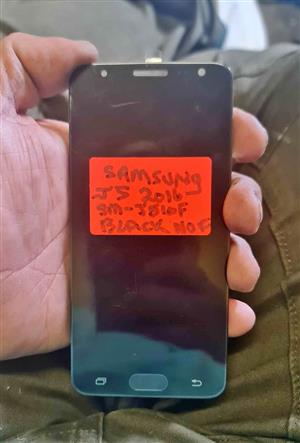 SAMSUNG
J5 2016
SM-J510F
BLACK NOF